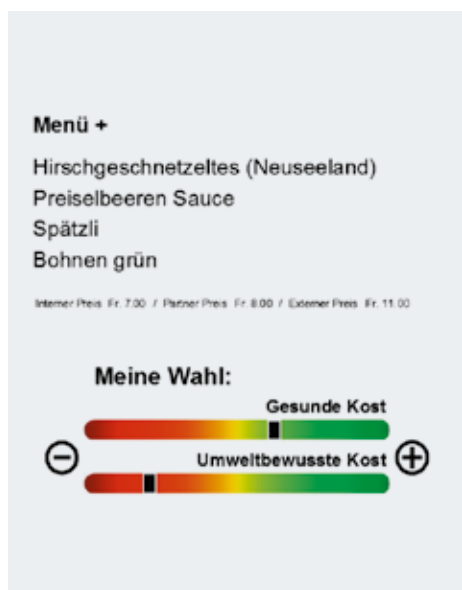 Menü +
Hirschgeschnetzeltes (Neuseeland)
Preiselbeeren Sauce
Spätzli
Bohnen grün
Interner Preis Fr. 7.00 / Partner Preis Fr. 8.00 / Externer Preis Fr. 11.00
Meine Wahl:
Gesunde Kost
Umweltbewusste Kost